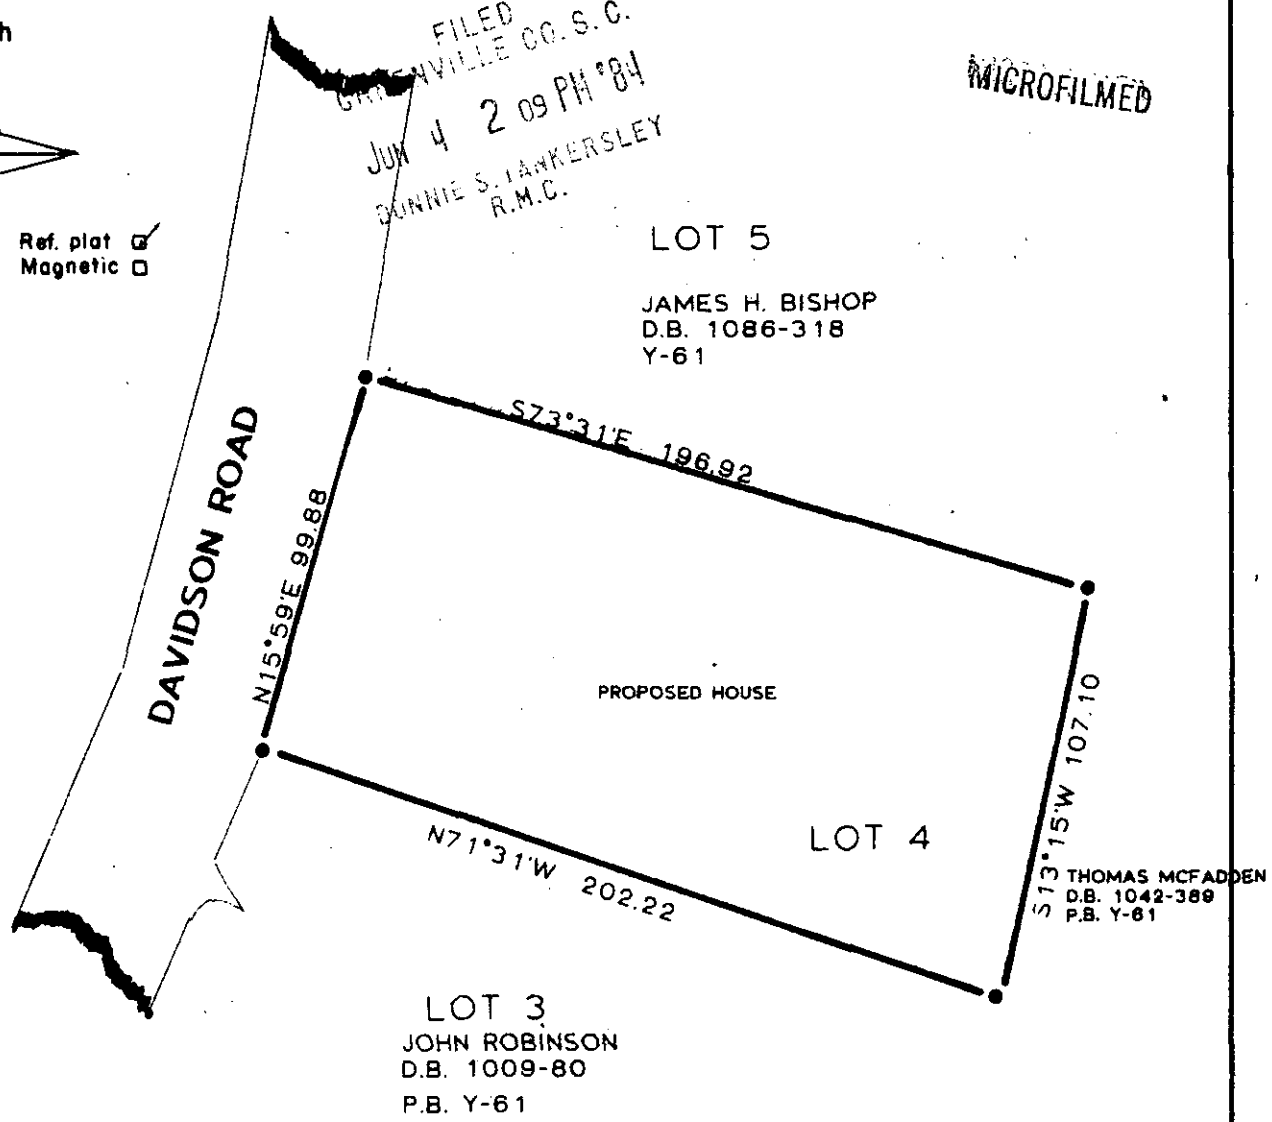 FILED
GREENVILLE CO. S. C.
JUN 4 2 09 PH '84
DONNIE S. TANKERSLEY
R.M.C.
MICROFILMED
Ref. plat
Magnetic
LOT 5
JAMES H. BISHOP
D.B. 1086-318
Y-61
S73°31'E 196.92
DAVIDSON ROAD
N15°59'E 99.88
PROPOSED HOUSE
S13°15'W 107.10
LOT 4
N71°31'W 202.22
THOMAS MCFADDEN
D.B. 1042-389
P.B. Y-61
LOT 3
JOHN ROBINSON
D.B. 1009-80
P.B. Y-61